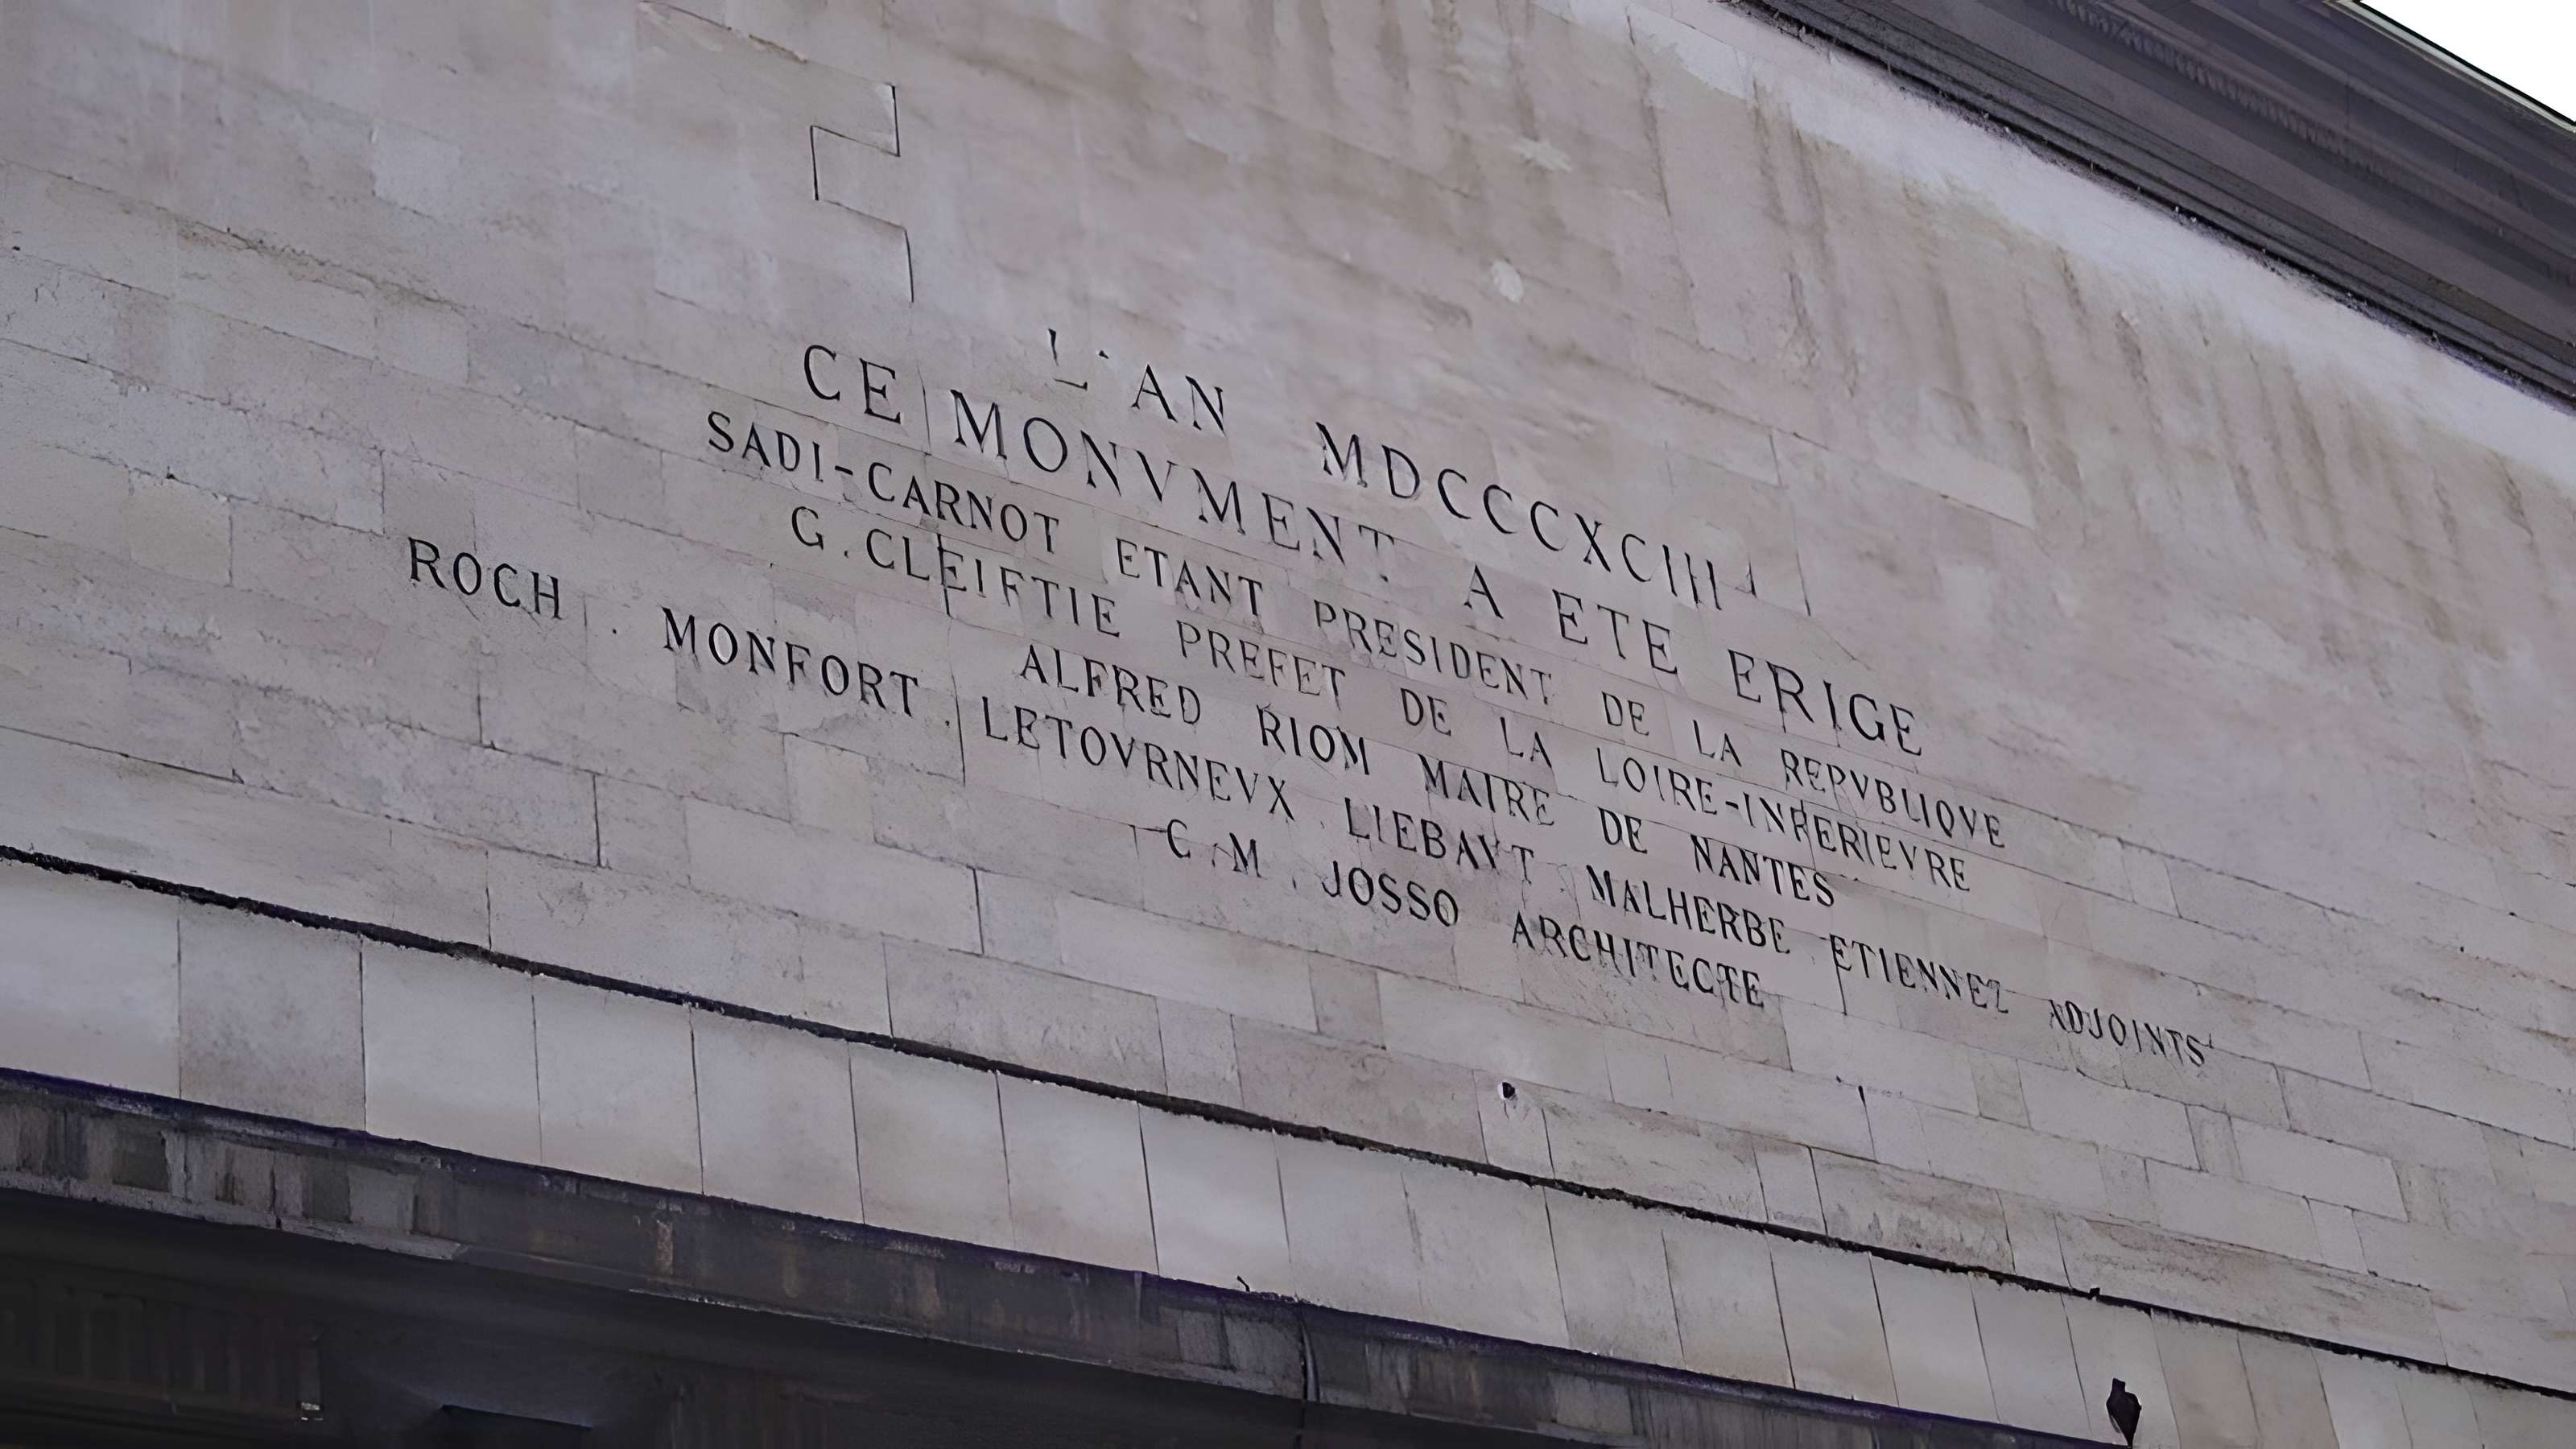 L'AN MDCCCXCIII
CE MONVMENT A ETE ERIGE
SADI-CARNOT ETANT PRESIDENT DE LA REPVBLIQVE
G. CLEIFTIE PREFET DE LA LOIRE-INFERIEVRE
ALFRED RIOM MAIRE DE NANTES
ROCH . MONFORT . LETOVRNEVX . LIEBAVT . MALHERBE ETIENNEZ ADJOINTS
C . M . JOSSO ARCHITECTE